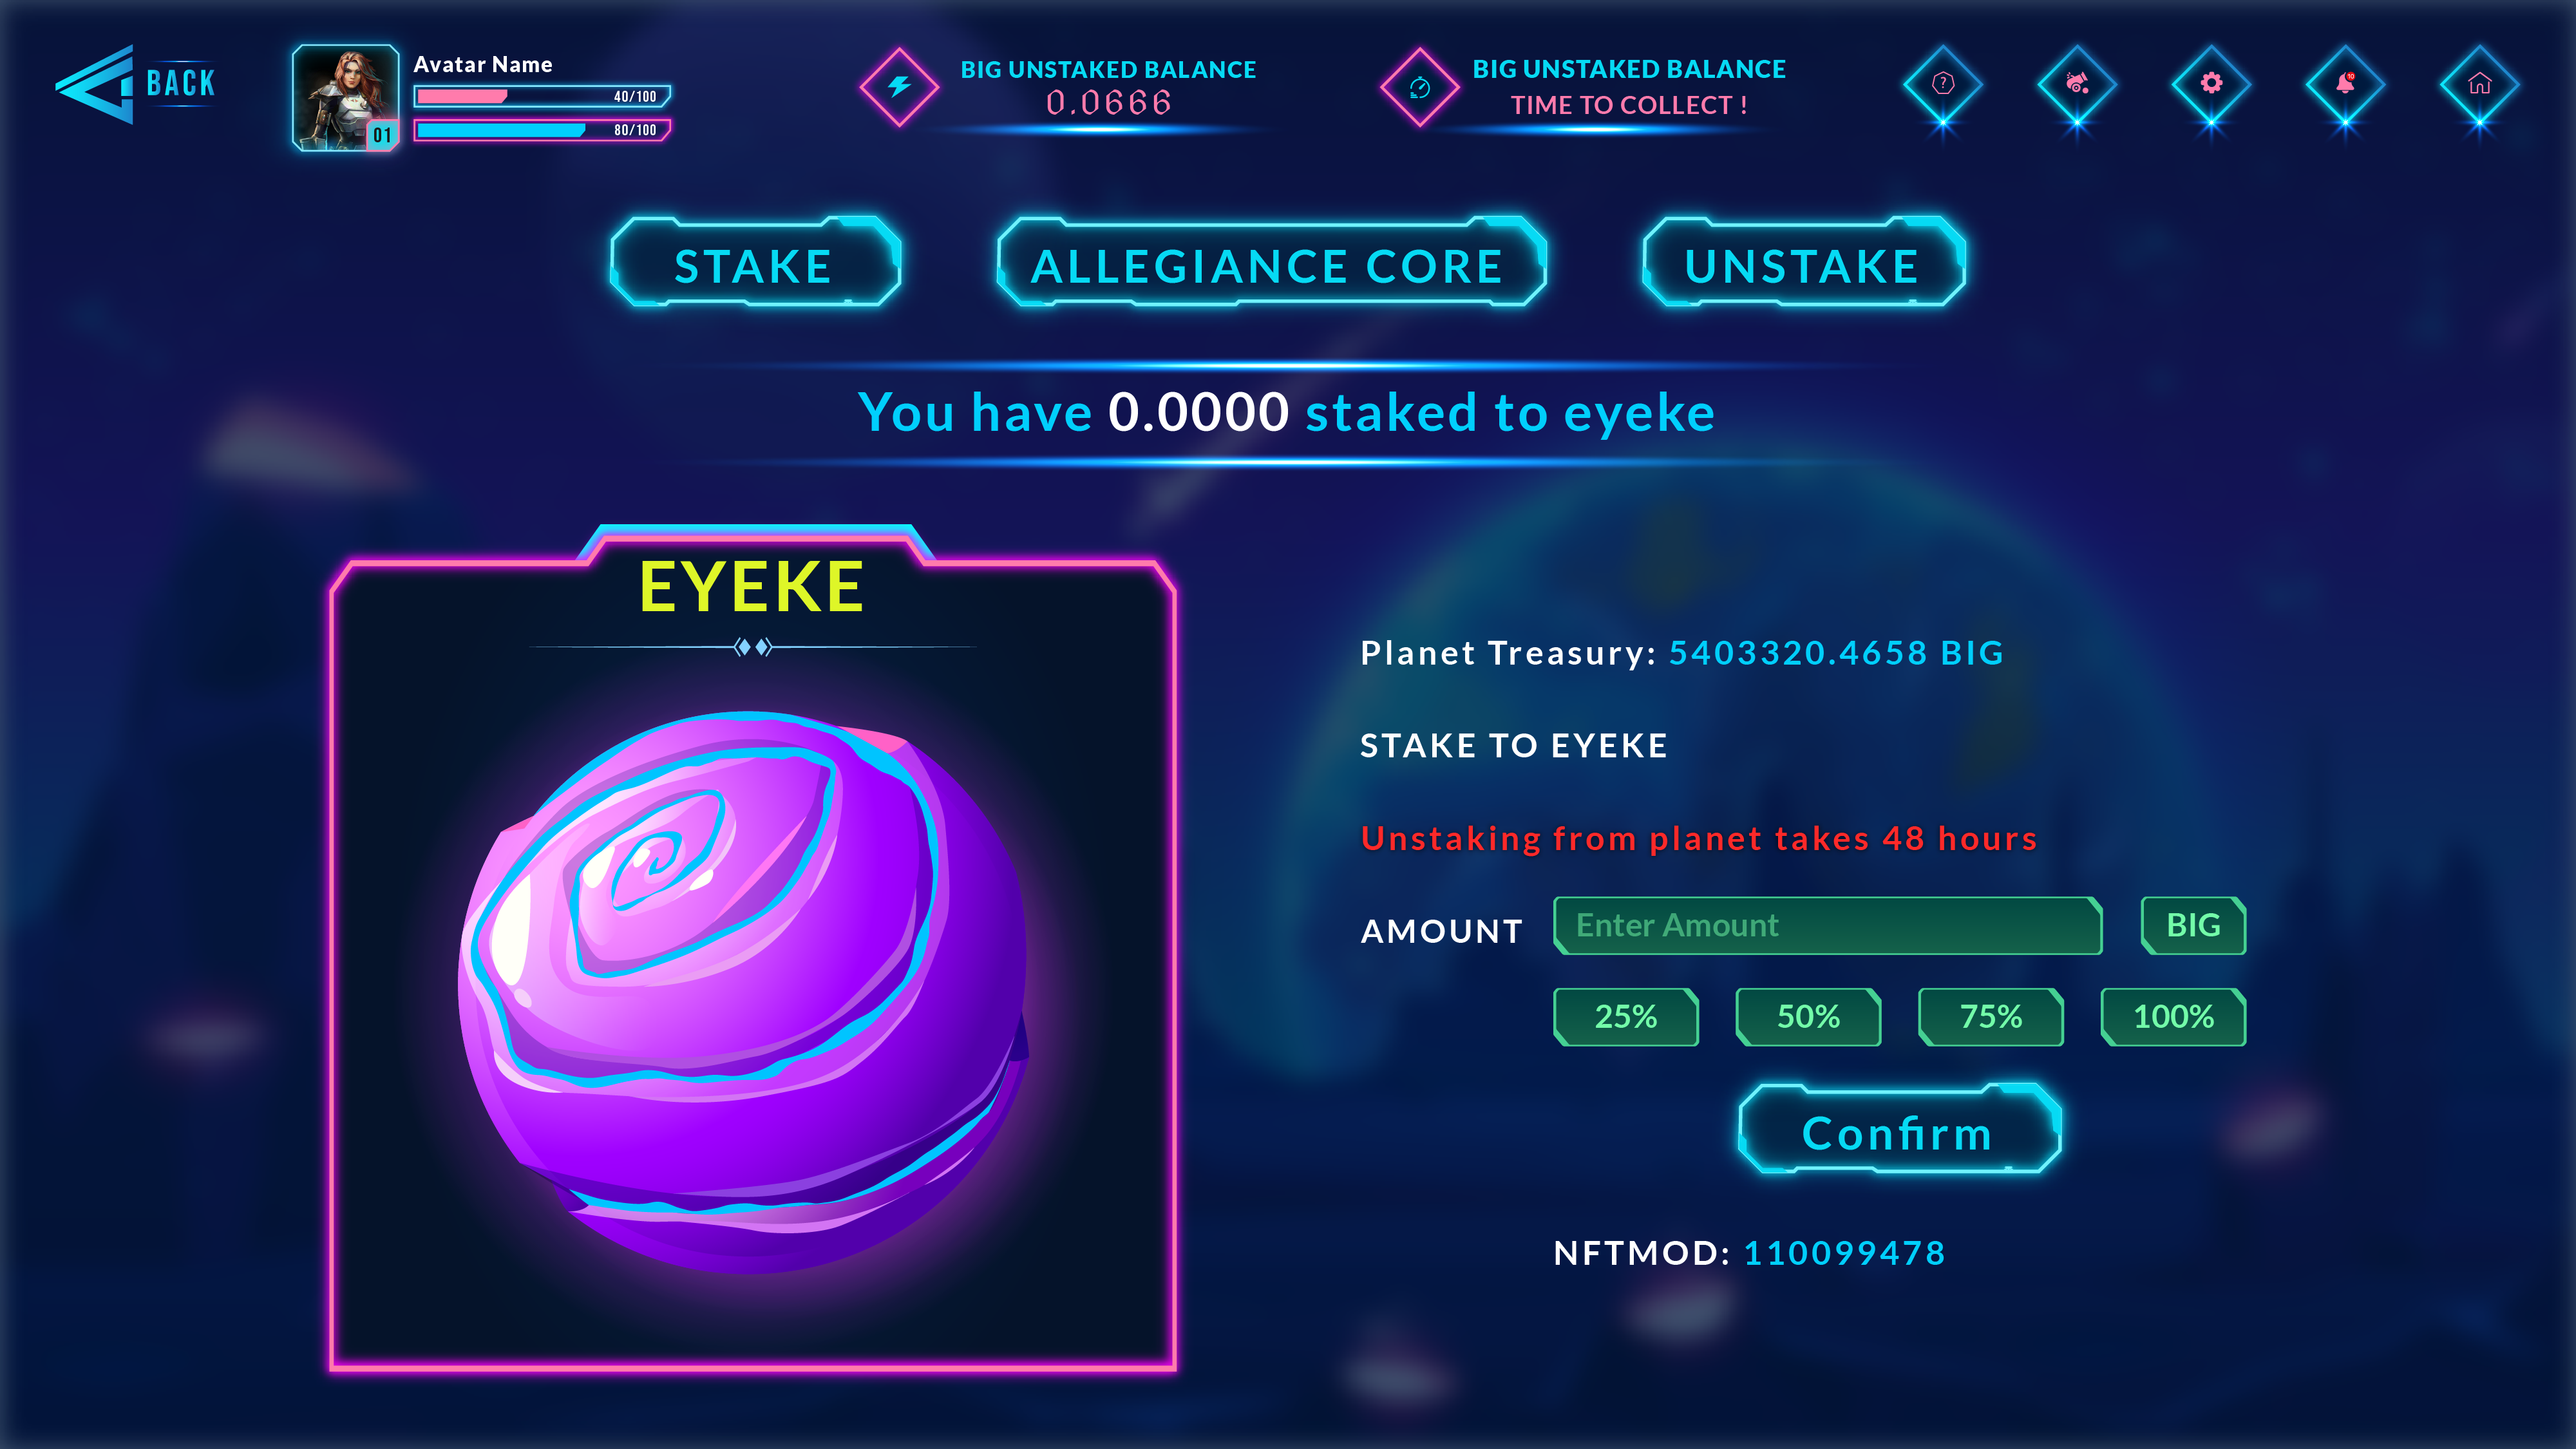 BACK
Avatar Name
40/100
80/100
01
BIG UNSTAKED BALANCE
0.0666
BIG UNSTAKED BALANCE
TIME TO COLLECT !
?
10
STAKE
ALLEGIANCE CORE
UNSTAKE
You have 0.0000 staked to eyeke
EYEKE
Planet Treasury: 5403320.4658 BIG
STAKE TO EYEKE
Unstaking from planet takes 48 hours
AMOUNT
Enter Amount
BIG
25%
50%
75%
100%
Confirm
NFTMOD: 110099478